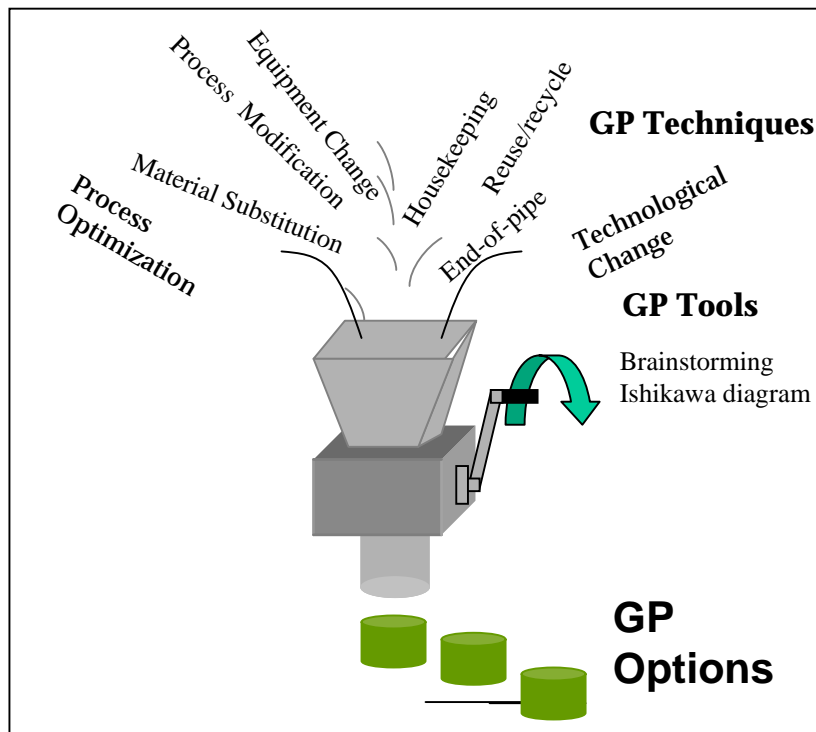 Process
Optimization
Material Substitution
Process Modification
Equipment Change
Housekeeping
Reuse/recycle
End-of-pipe
Technological
Change
GP Techniques
GP Tools
Brainstorming
Ishikawa diagram
GP
Options